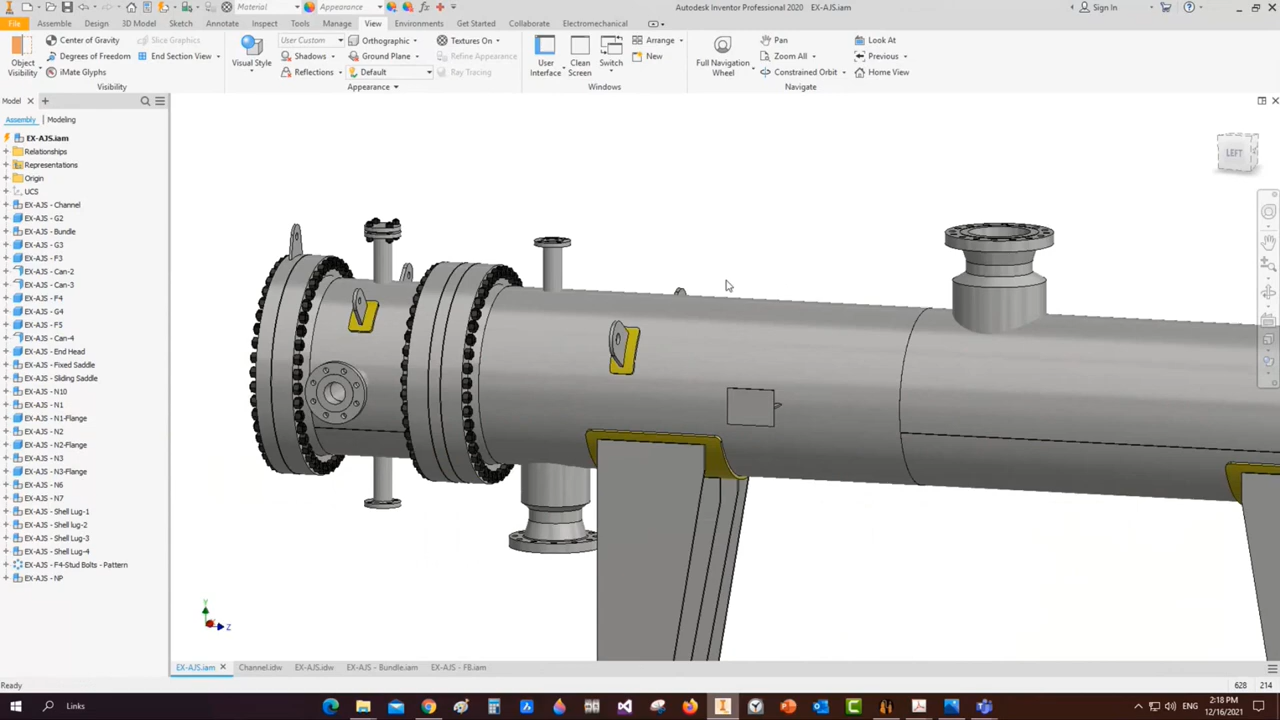 Material
Appearance
Autodesk Inventor Professional 2020 EX-AJS.iam
Sign In
File Assemble Design 3D Model Sketch Annotate Inspect Tools Manage View Environments Get Started Collaborate Electromechanical
Object
Visibility
Center of Gravity
Degrees of Freedom
iMate Glyphs
Slice Graphics
End Section View
Visibility
Visual Style
User Custom
Shadows
Reflections
Orthographic
Ground Plane
Default
Textures On
Refine Appearance
Ray Tracing
Appearance
User
Interface
Clean
Screen
Switch
Arrange
New
Windows
Full Navigation
Wheel
Pan
Zoom All
Constrained Orbit
Look At
Previous
Home View
Navigate
Model
Assembly Modeling
EX-AJS.iam
Relationships
Representations
Origin
UCS
EX-AJS - Channel
EX-AJS - G2
EX-AJS - Bundle
EX-AJS - G3
EX-AJS - F3
EX-AJS - Can-2
EX-AJS - Can-3
EX-AJS - F4
EX-AJS - G4
EX-AJS - F5
EX-AJS - Can-4
EX-AJS - End Head
EX-AJS - Fixed Saddle
EX-AJS - Sliding Saddle
EX-AJS - N10
EX-AJS - N1
EX-AJS - N1-Flange
EX-AJS - N2
EX-AJS - N2-Flange
EX-AJS - N3
EX-AJS - N3-Flange
EX-AJS - N6
EX-AJS - N7
EX-AJS - Shell Lug-1
EX-AJS - Shell lug-2
EX-AJS - Shell Lug-3
EX-AJS - Shell Lug-4
EX-AJS - F4-Stud Bolts - Pattern
EX-AJS - NP
LEFT
Y
Z
EX-AJS.iam Channel.idw EX-AJS.idw EX-AJS - Bundle.iam EX-AJS - FB.iam
Ready
628 214
Links
2:18 PM
12/16/2021